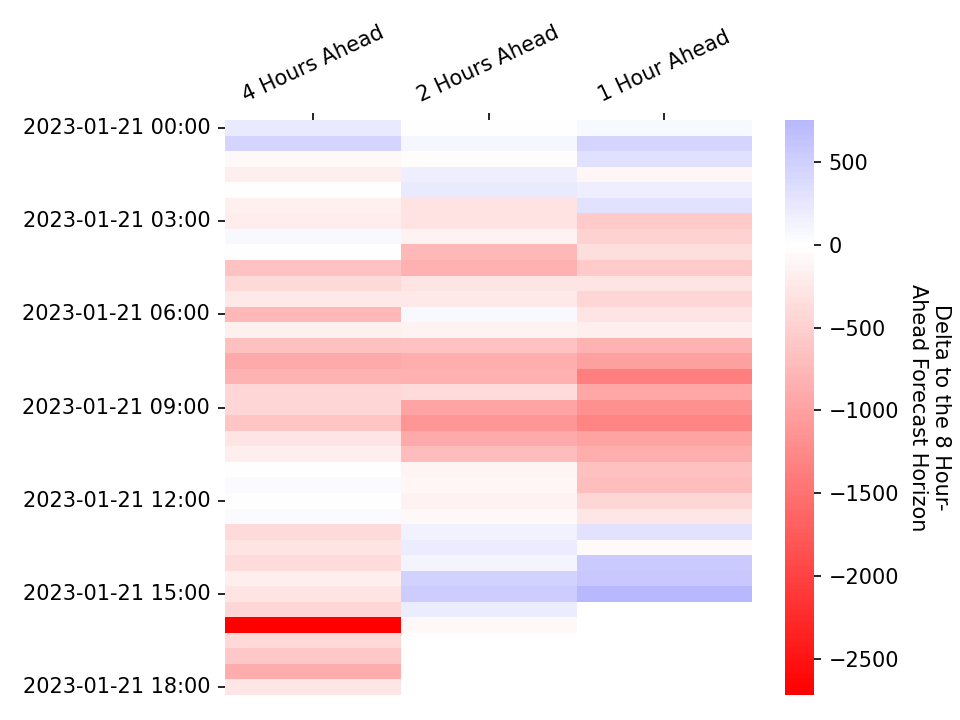 4 Hours Ahead
2 Hours Ahead
1 Hour Ahead
2023-01-21 00:00
2023-01-21 03:00
2023-01-21 06:00
2023-01-21 09:00
2023-01-21 12:00
2023-01-21 15:00
2023-01-21 18:00
500
0
−500
−1000
−1500
−2000
−2500
Delta to the 8 Hour-
Ahead Forecast Horizon